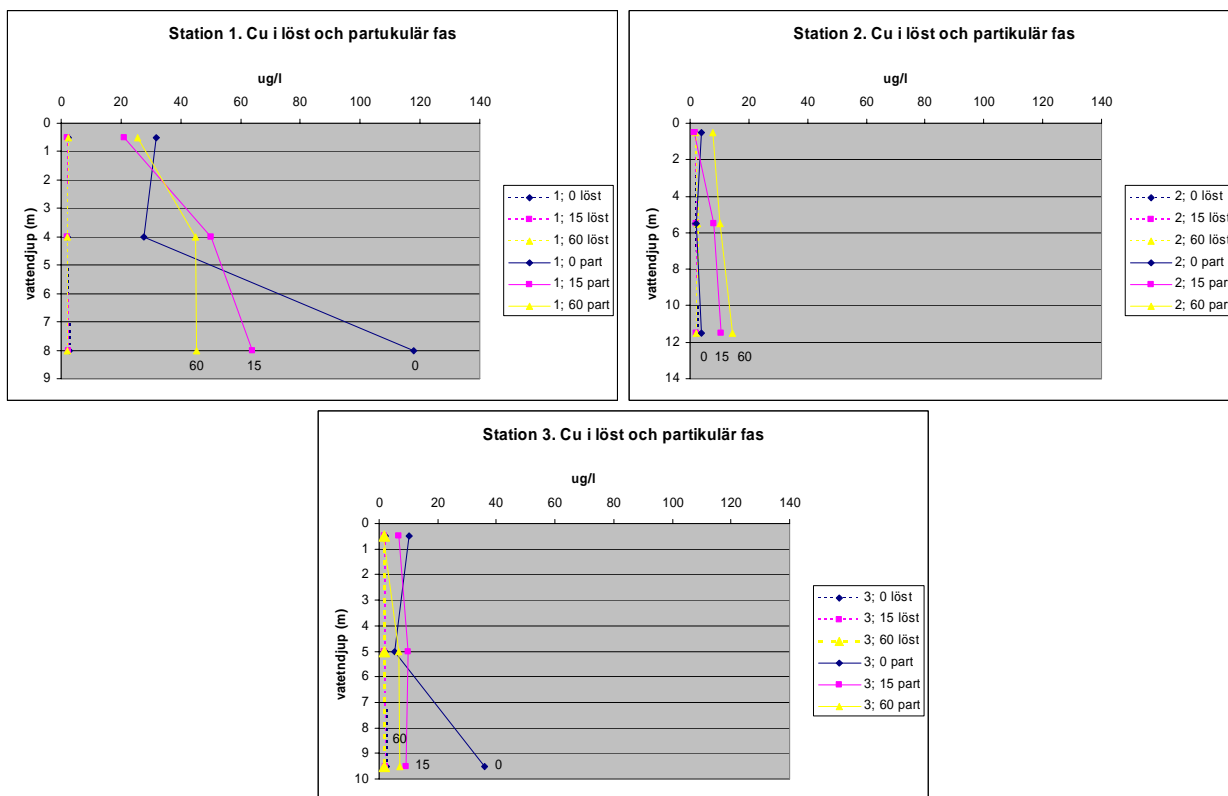 Station 1. Cu i löst och partukulär fas
ug/l
0 20 40 60 80 100 120 140
0
1
2
3
4
5
6
7
8
9
vattendjup (m)
60 15 0
1; 0 löst
1; 15 löst
1; 60 löst
1; 0 part
1; 15 part
1; 60 part
Station 2. Cu i löst och partikulär fas
ug/l
0 20 40 60 80 100 120 140
0
2
4
6
8
10
12
14
vattendjup (m)
0 15 60
2; 0 löst
2; 15 löst
2; 60 löst
2; 0 part
2; 15 part
2; 60 part
Station 3. Cu i löst och partikulär fas
ug/l
0 20 40 60 80 100 120 140
0
1
2
3
4
5
6
7
8
9
10
vatetndjup (m)
60
15 0
3; 0 löst
3; 15 löst
3; 60 löst
3; 0 part
3; 15 part
3; 60 part